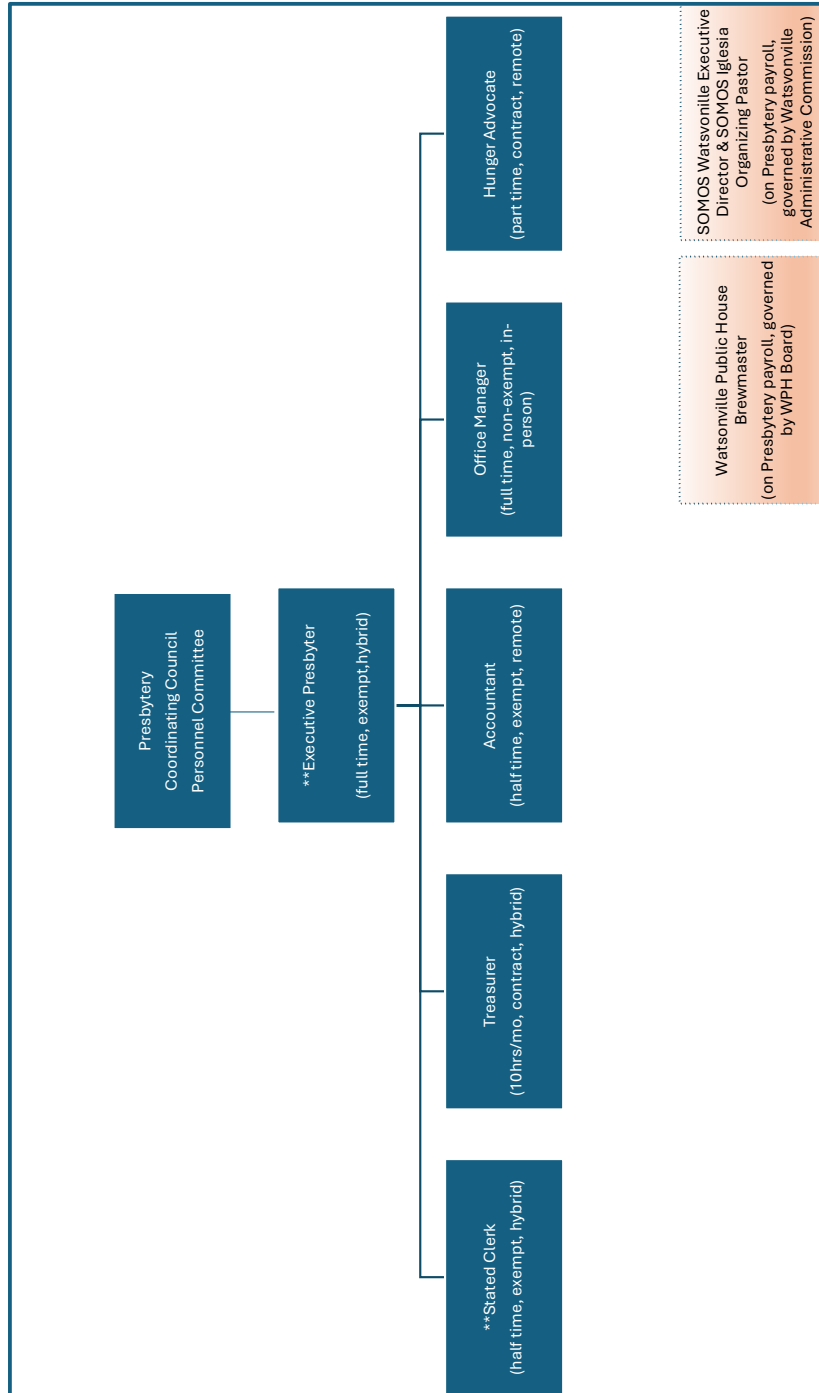 Presbytery
Coordinating Council
Personnel Committee
**Executive Presbyter
(full time, exempt,hybrid)
**Stated Clerk
(half time, exempt, hybrid)
Treasurer
(10hrs/mo, contract, hybrid)
Accountant
(half time, exempt, remote)
Office Manager
(full time, non-exempt, in-
person)
Hunger Advocate
(part time, contract, remote)
Watsonville Public House
Brewmaster
(on Presbytery payroll, governed
by WPH Board)
SOMOS Watsvonille Executive
Director & SOMOS Iglesia
Organizing Pastor
(on Presbytery payroll,
governed by Watsvonville
Administrative Commission)